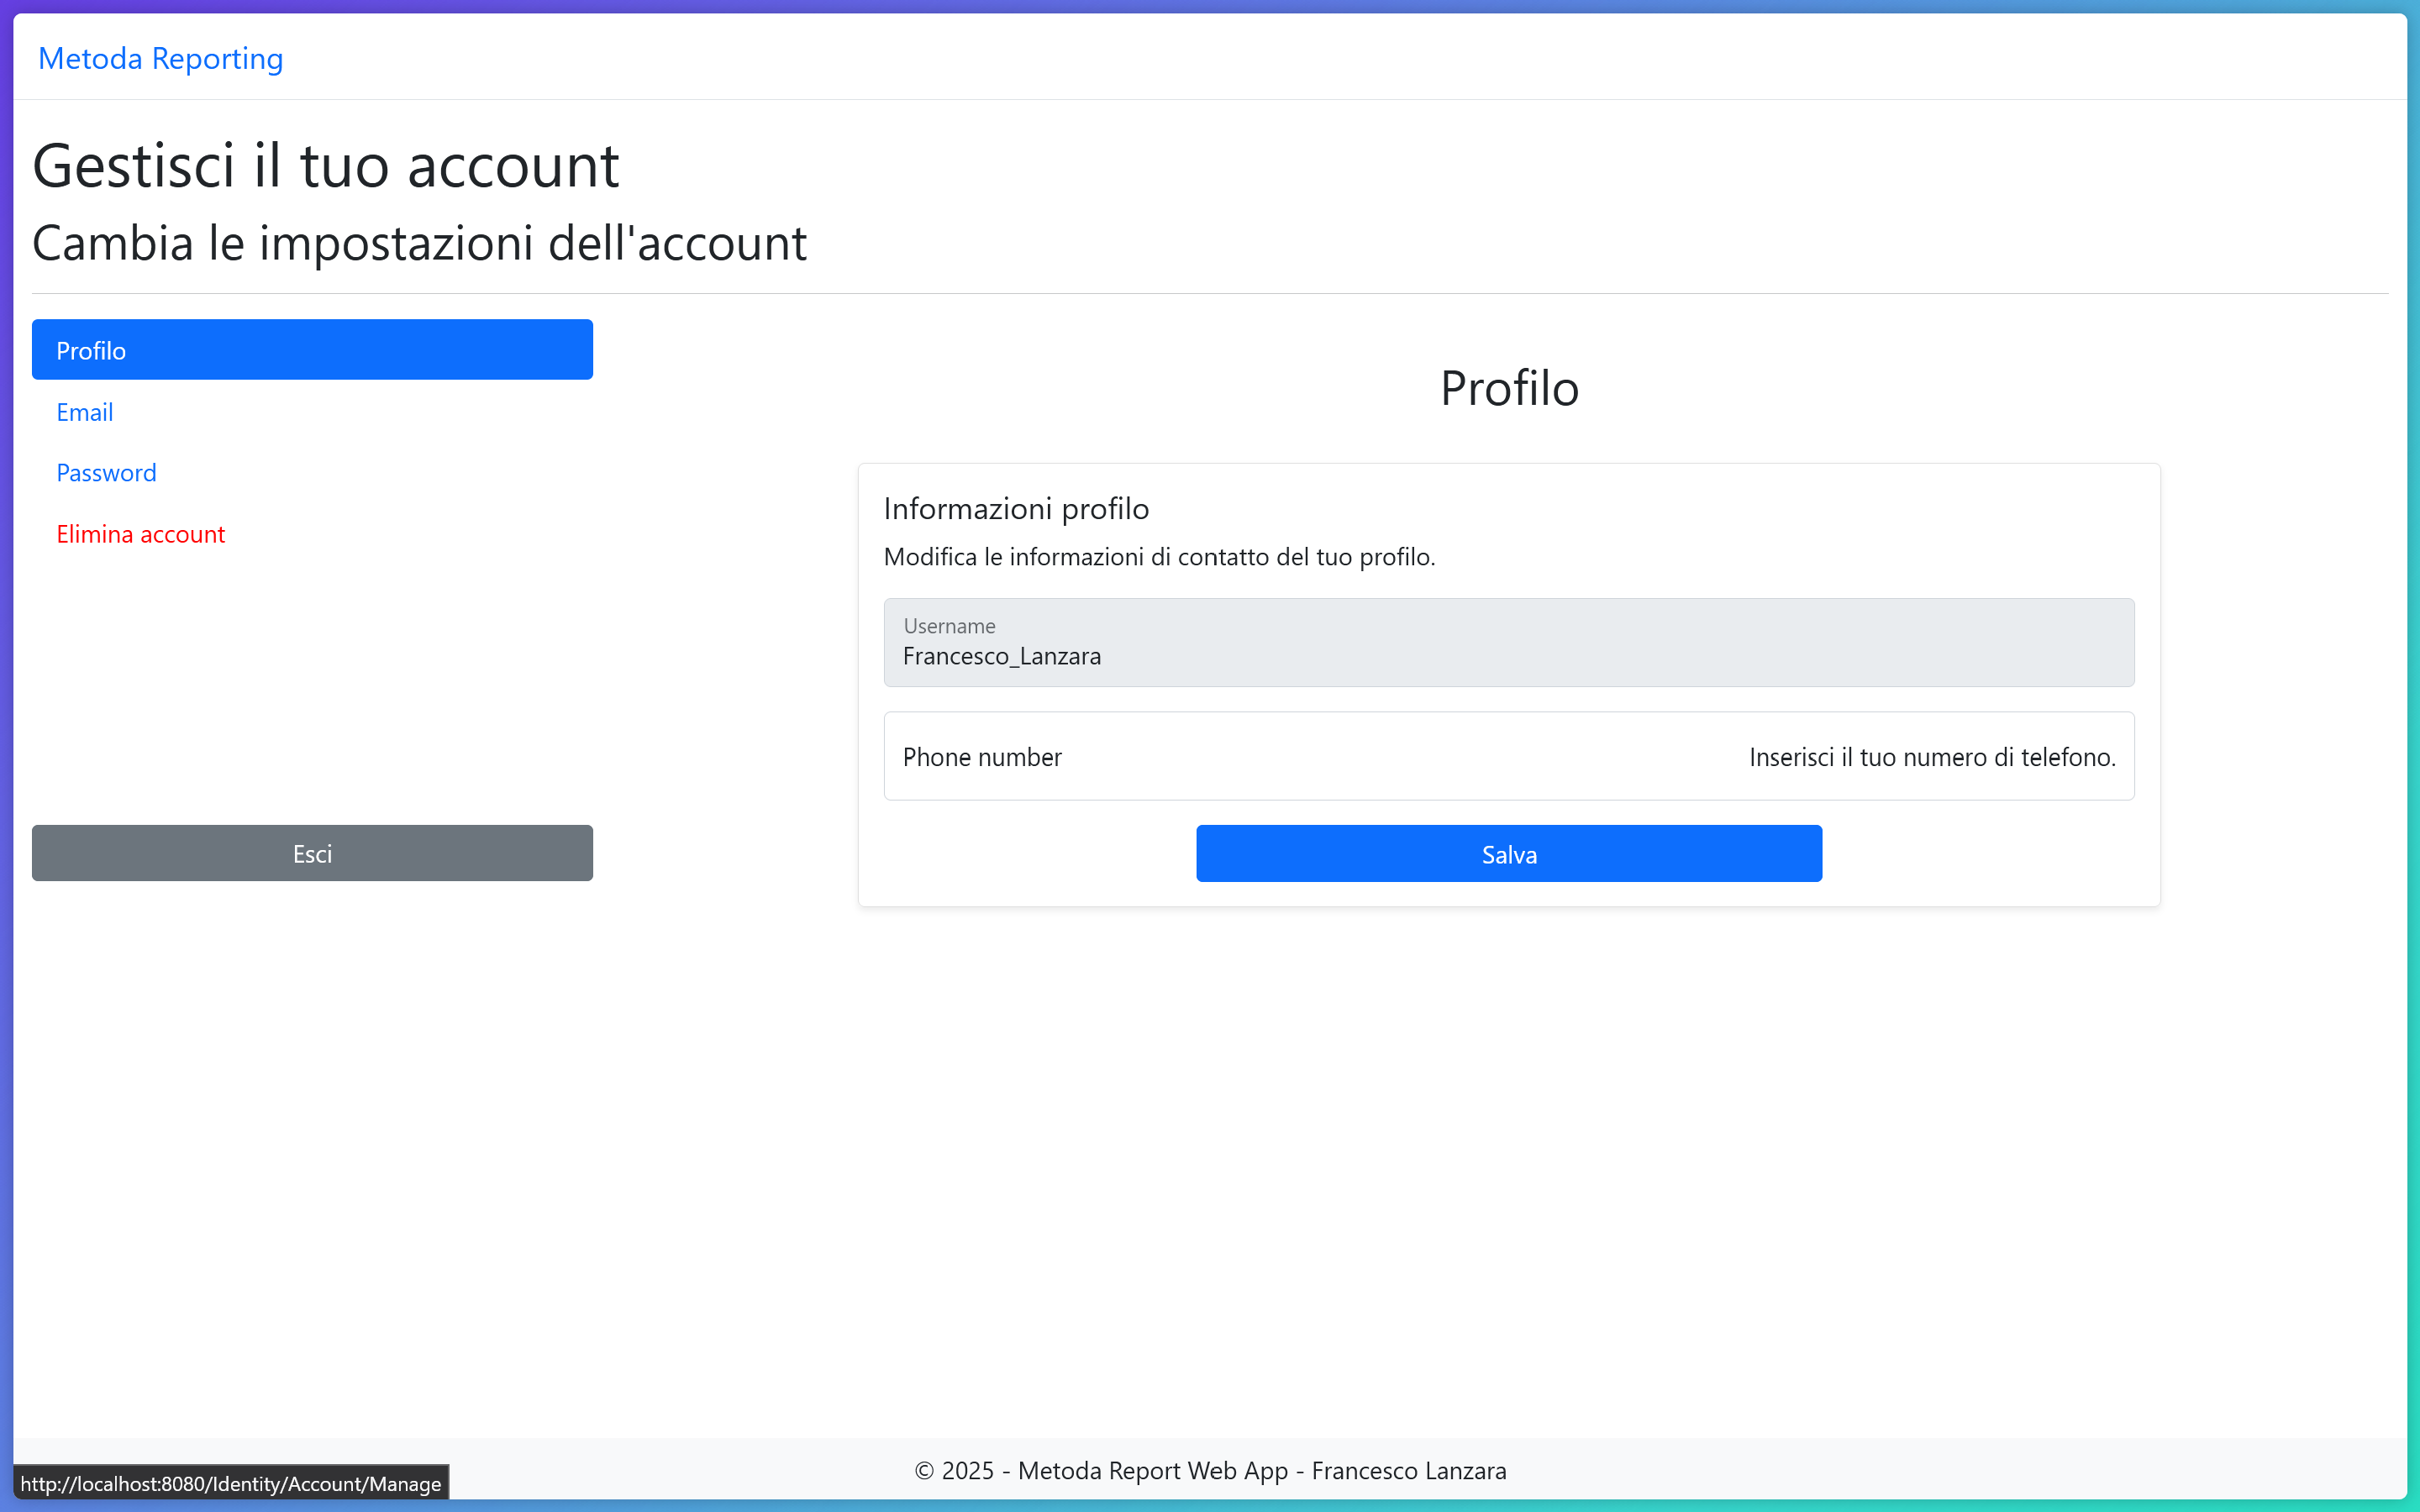 Metoda Reporting
Gestisci il tuo account
Cambia le impostazioni dell'account
Profilo
Email
Password
Elimina account
Esci
Profilo
Informazioni profilo
Modifica le informazioni di contatto del tuo profilo.
Username
Francesco_Lanzara
Phone number Inserisci il tuo numero di telefono.
Salva
© 2025 - Metoda Report Web App - Francesco Lanzara
http://localhost:8080/Identity/Account/Manage